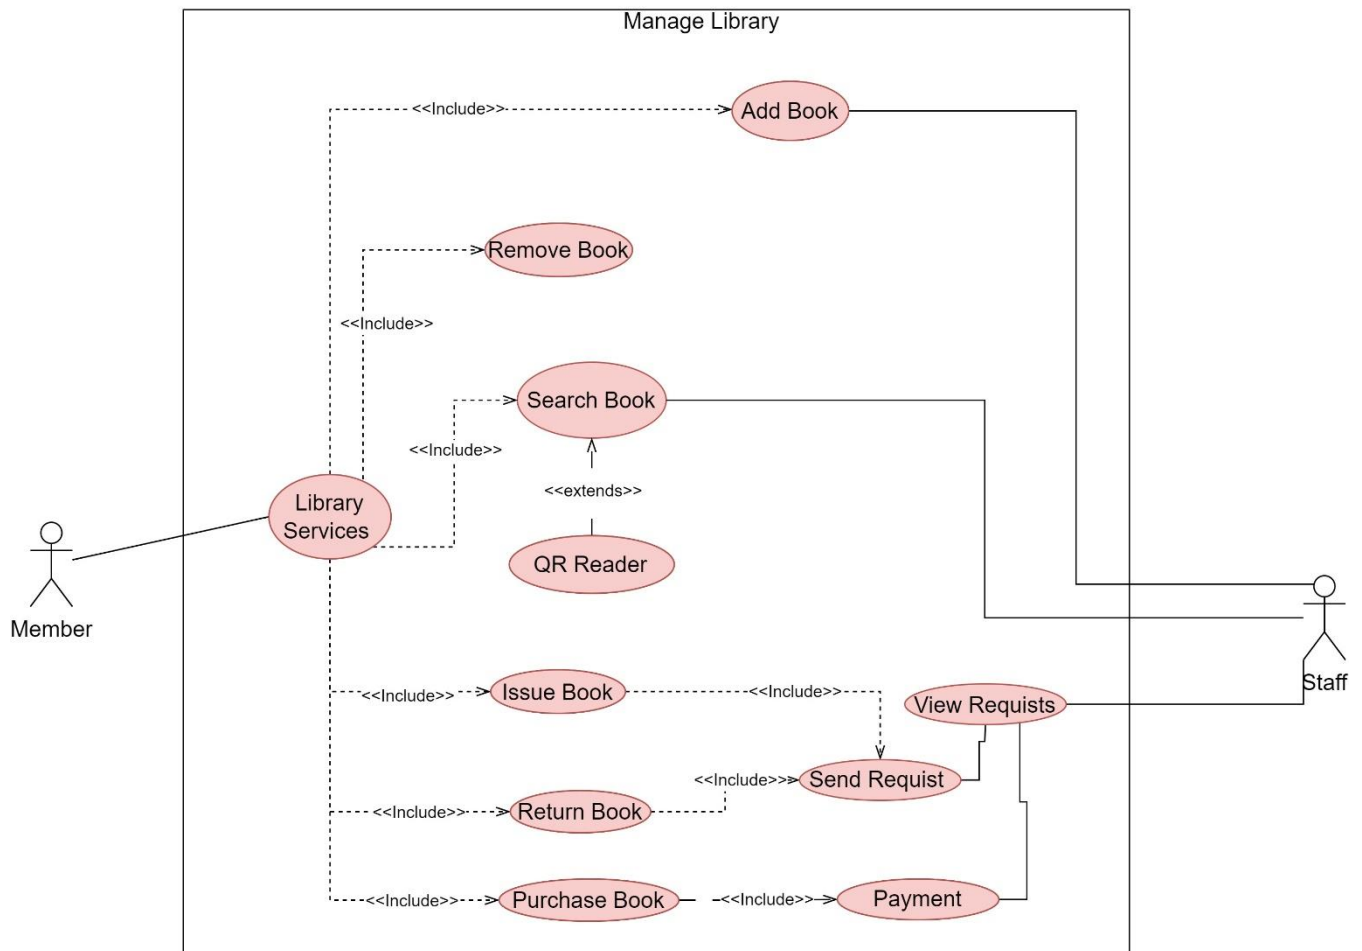 Manage Library
<<Include>>
Add Book
Remove Book
<<Include>>
Search Book
<<Include>>
<<extends>>
Library
Services
QR Reader
Member
Staff
<<Include>>
Issue Book
<<Include>>
View Requists
<<Include>>
Send Requist
<<Include>>
Return Book
<<Include>>
Purchase Book
<<Include>>
Payment